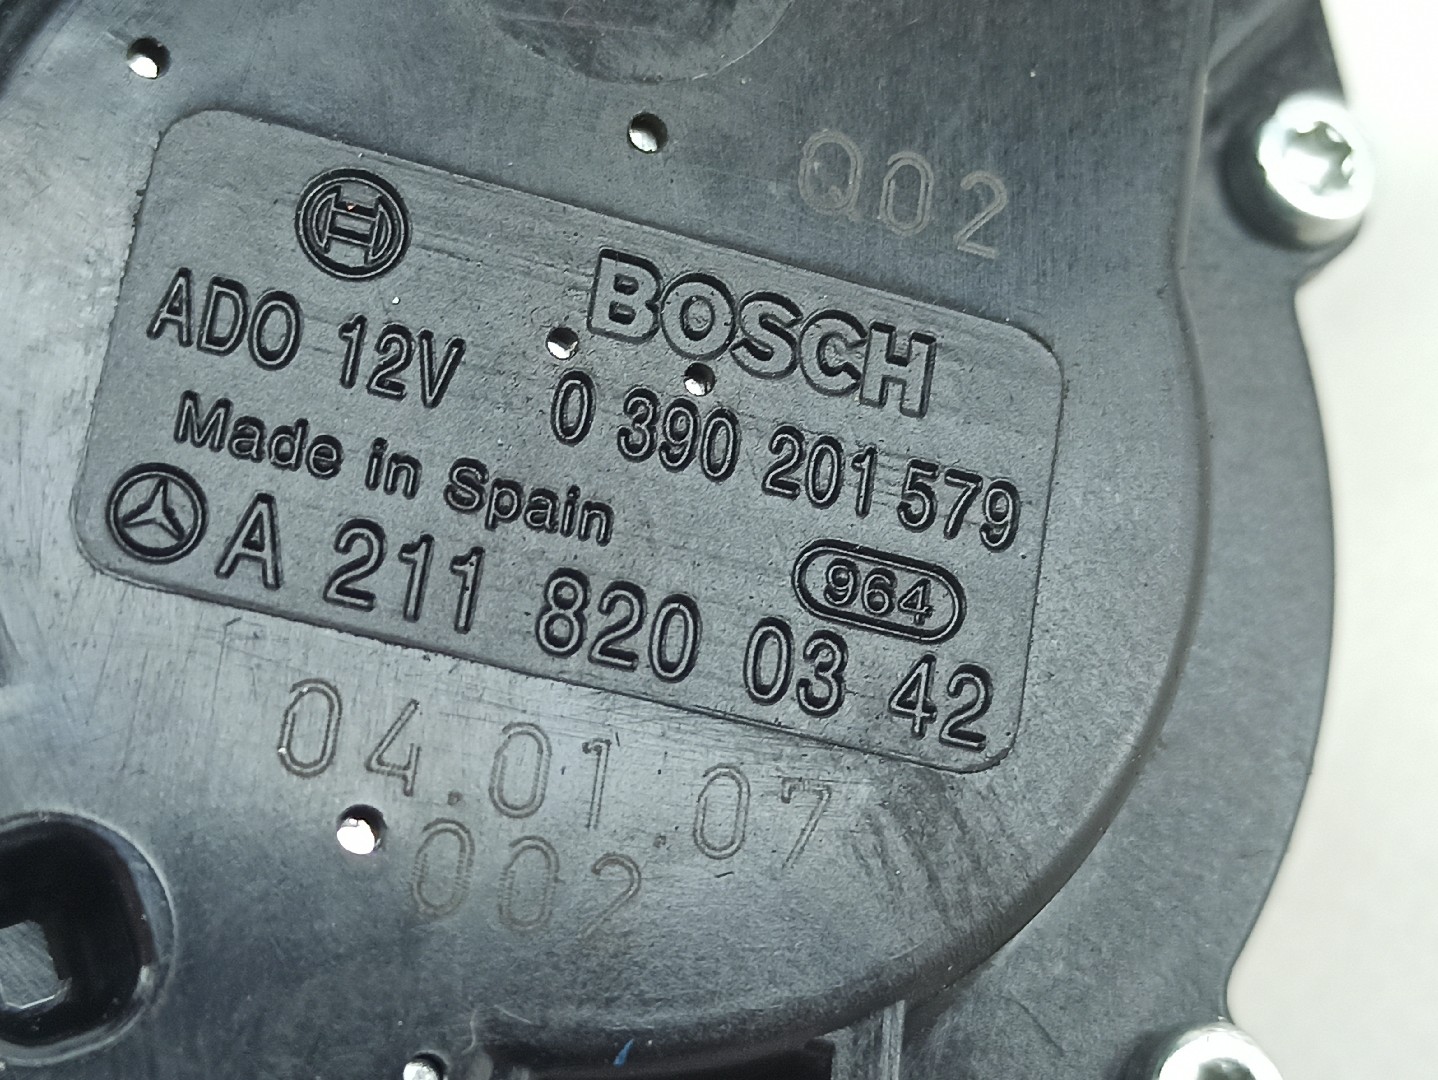 Q02
BOSCH
ADO 12V 0 390 201 579
Made in Spain
964
A 211 820 03 42
04.01.07
002